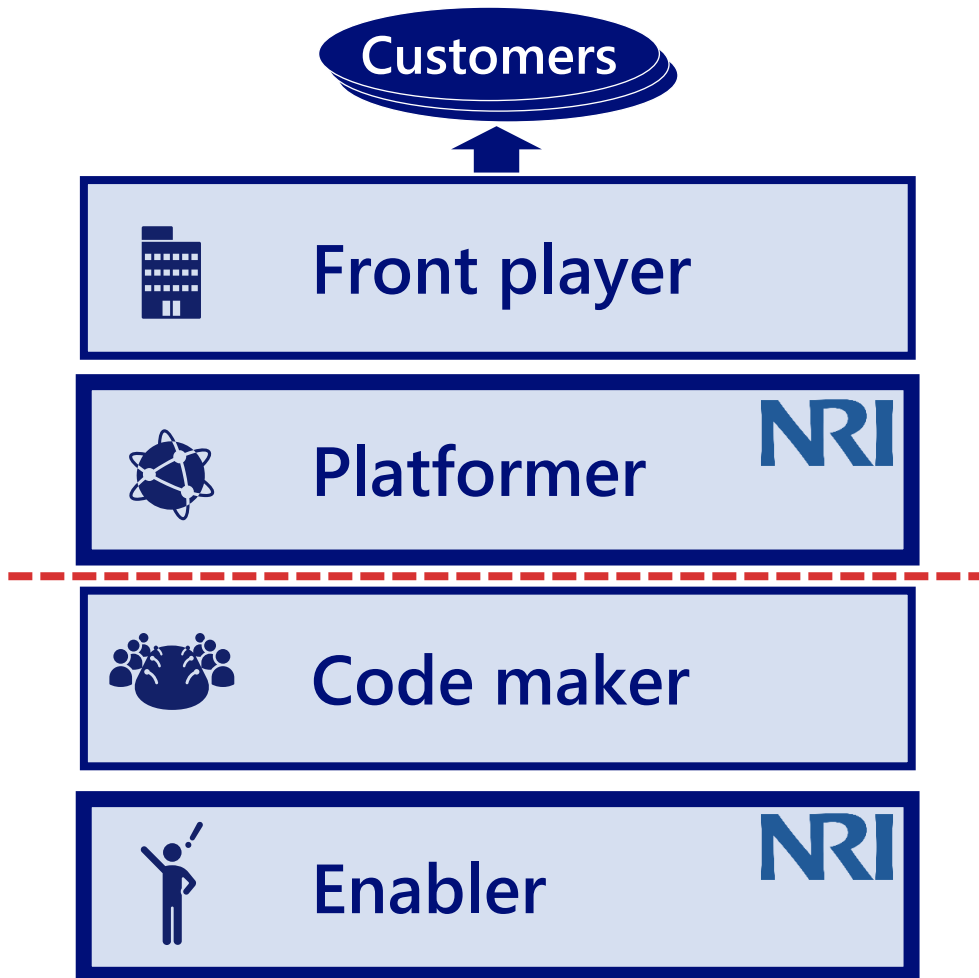 Customers
Front player
NRI
Platformer
Code maker
NRI
Enabler